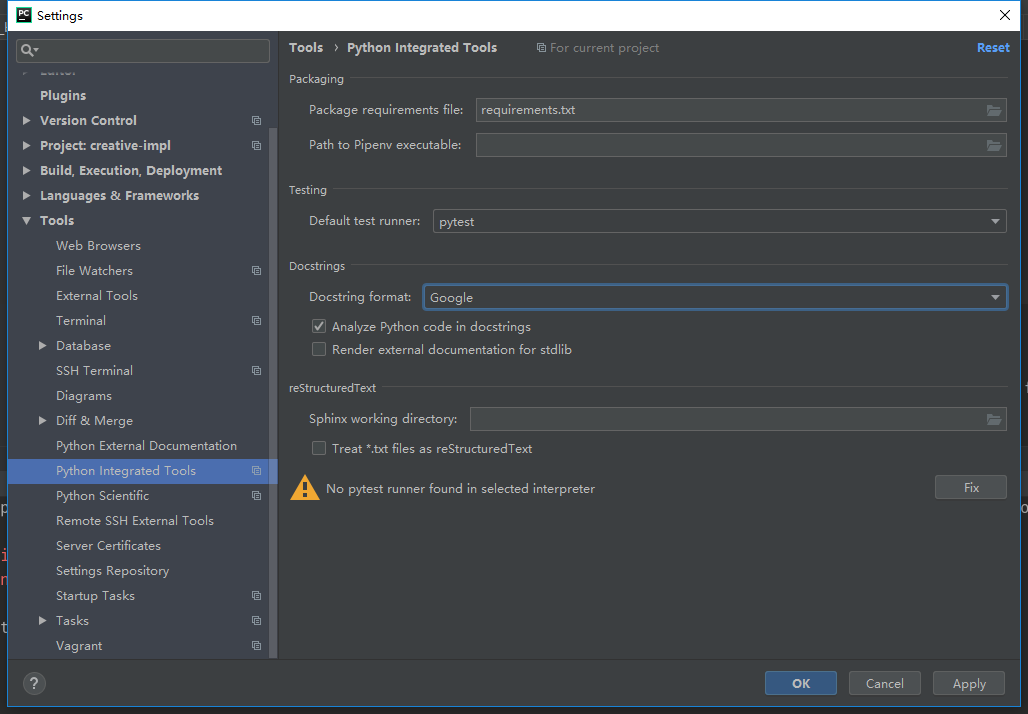 PC Settings
Tools › Python Integrated Tools For current project Reset
Plugins
Version Control
Project: creative-impl
Build, Execution, Deployment
Languages & Frameworks
Tools
Web Browsers
File Watchers
External Tools
Terminal
Database
SSH Terminal
Diagrams
Diff & Merge
Python External Documentation
Python Integrated Tools
Python Scientific
Remote SSH External Tools
Server Certificates
Settings Repository
Startup Tasks
Tasks
Vagrant
Packaging
Package requirements file: requirements.txt
Path to Pipenv executable:
Testing
Default test runner: pytest
Docstrings
Docstring format: Google
Analyze Python code in docstrings
Render external documentation for stdlib
reStructuredText
Sphinx working directory:
Treat *.txt files as reStructuredText
No pytest runner found in selected interpreter Fix
? OK Cancel Apply